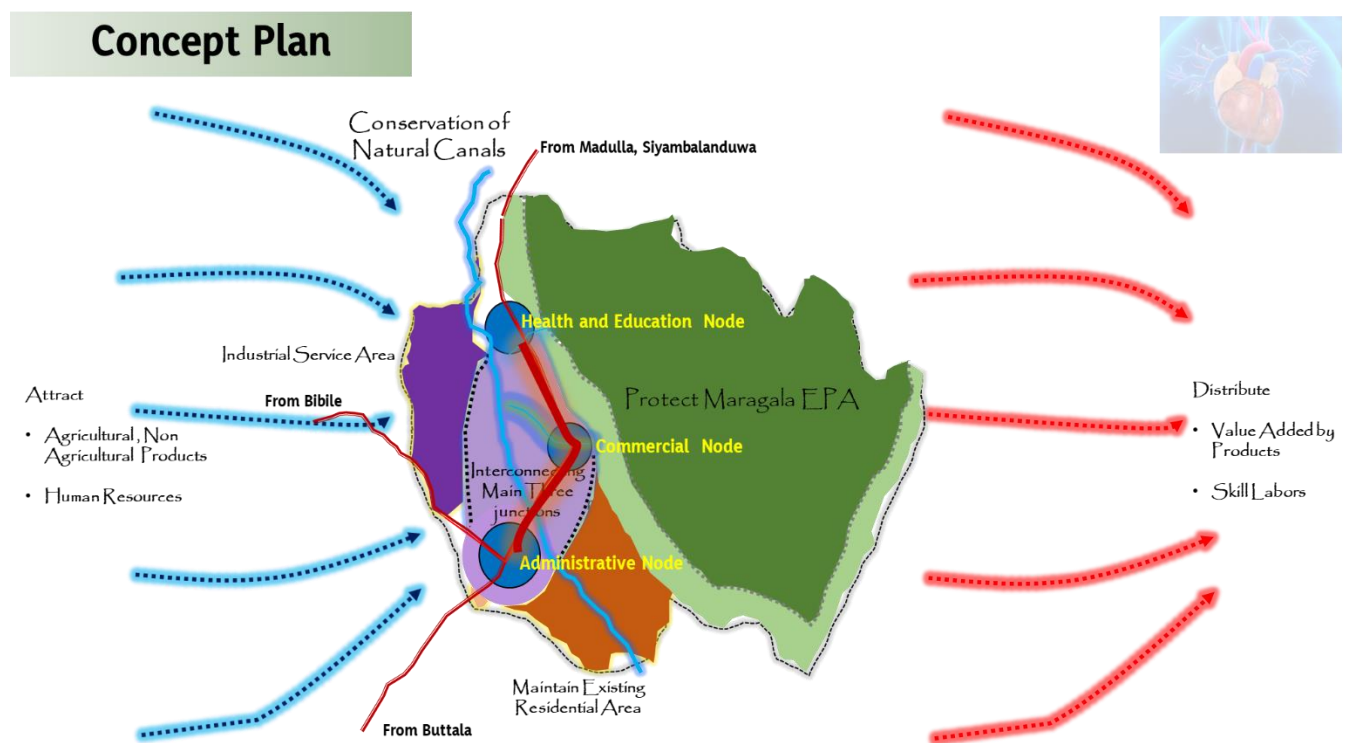 Concept Plan
Conservation of
Natural Canals
From Madulla, Siyambalanduwa
Health and Education Node
Industrial Service Area
Attract
• Agricultural, Non
Agricultural Products
• Human Resources
From Bibile
Protect Maragala EPA
Commercial Node
Interconnecting
Main Three
junctions
Administrative Node
Maintain Existing
Residential Area
From Buttala
Distribute
• Value Added by
Products
• Skill Labors